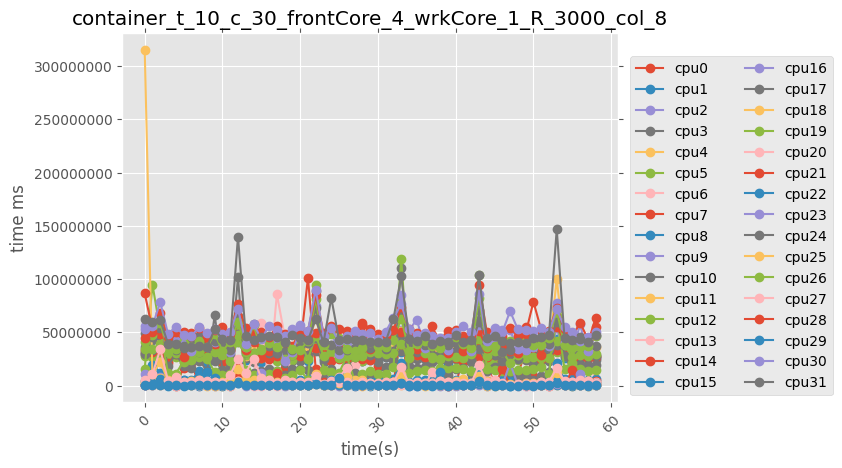 container_t_10_c_30_frontCore_4_wrkCore_1_R_3000_col_8
time ms
300000000
250000000
200000000
150000000
100000000
50000000
0
0 10 20 30 40 50 60
time(s)
cpu0 cpu16
cpu1 cpu17
cpu2 cpu18
cpu3 cpu19
cpu4 cpu20
cpu5 cpu21
cpu6 cpu22
cpu7 cpu23
cpu8 cpu24
cpu9 cpu25
cpu10 cpu26
cpu11 cpu27
cpu12 cpu28
cpu13 cpu29
cpu14 cpu30
cpu15 cpu31